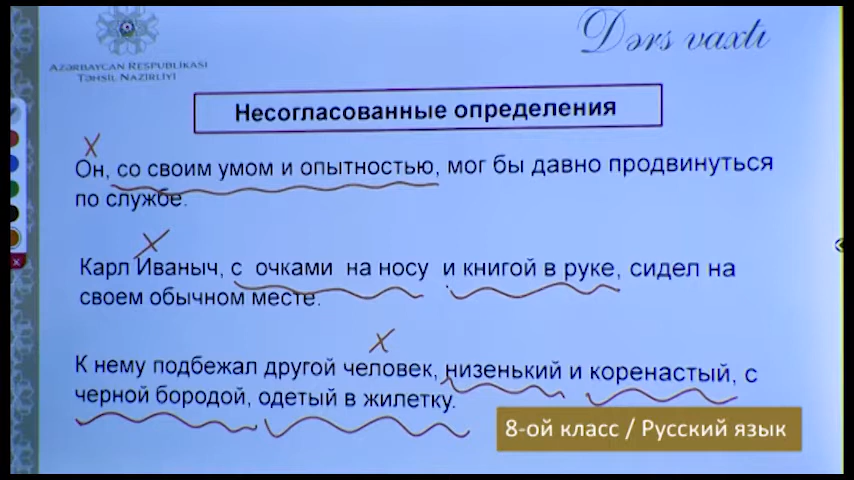 AZƏRBAYCAN RESPUBLİKASI
TƏHSİL NAZİRLİYİ
Dərs vaxtı
Несогласованные определения
Он, со своим умом и опытностью, мог бы давно продвинуться
по службе.
Карл Иваныч, с очками на носу и книгой в руке, сидел на
своем обычном месте.
К нему подбежал другой человек, низенький и коренастый, с
черной бородой, одетый в жилетку.
8-ой класс / Русский язык